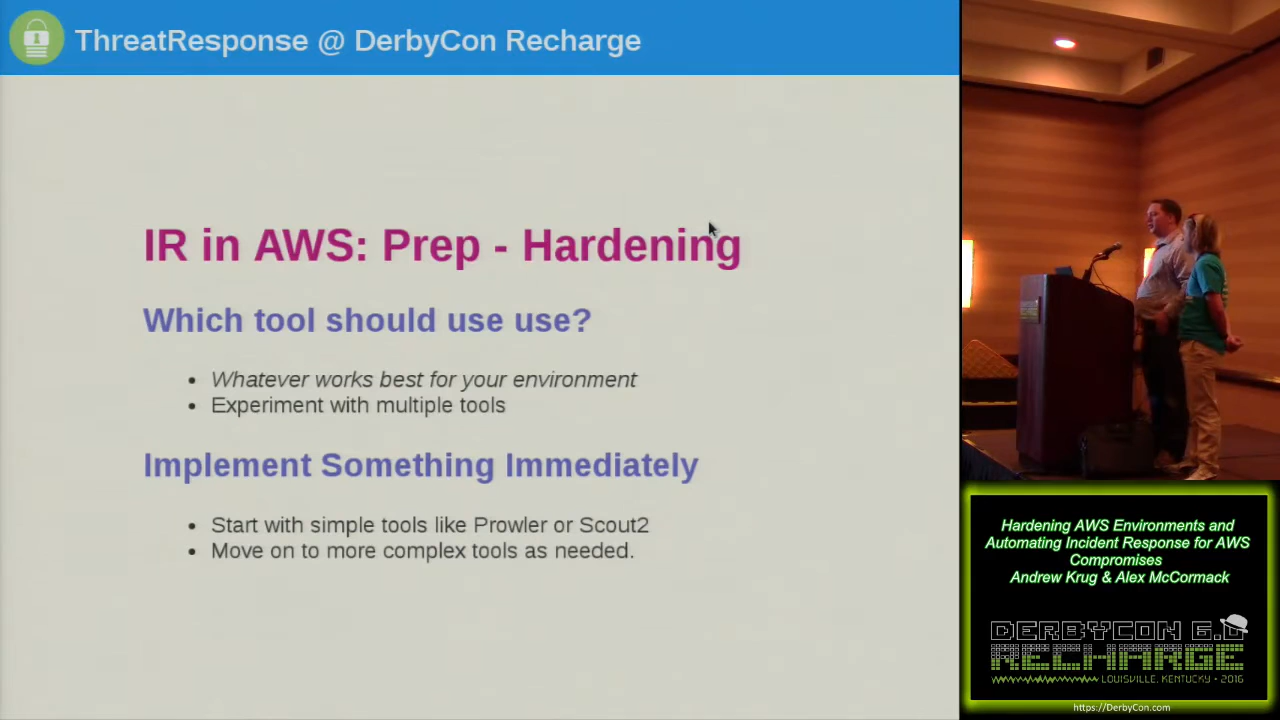 ThreatResponse @ DerbyCon Recharge
IR in AWS: Prep - Hardening
Which tool should use use?
Whatever works best for your environment
Experiment with multiple tools
Implement Something Immediately
Start with simple tools like Prowler or Scout2
Move on to more complex tools as needed.
Hardening AWS Environments and
Automating Incident Response for AWS
Compromises
Andrew Krug & Alex McCormack
DERBYCON 6.0
RECHARGE
LOUISVILLE, KENTUCKY • 2016
https://DerbyCon.com